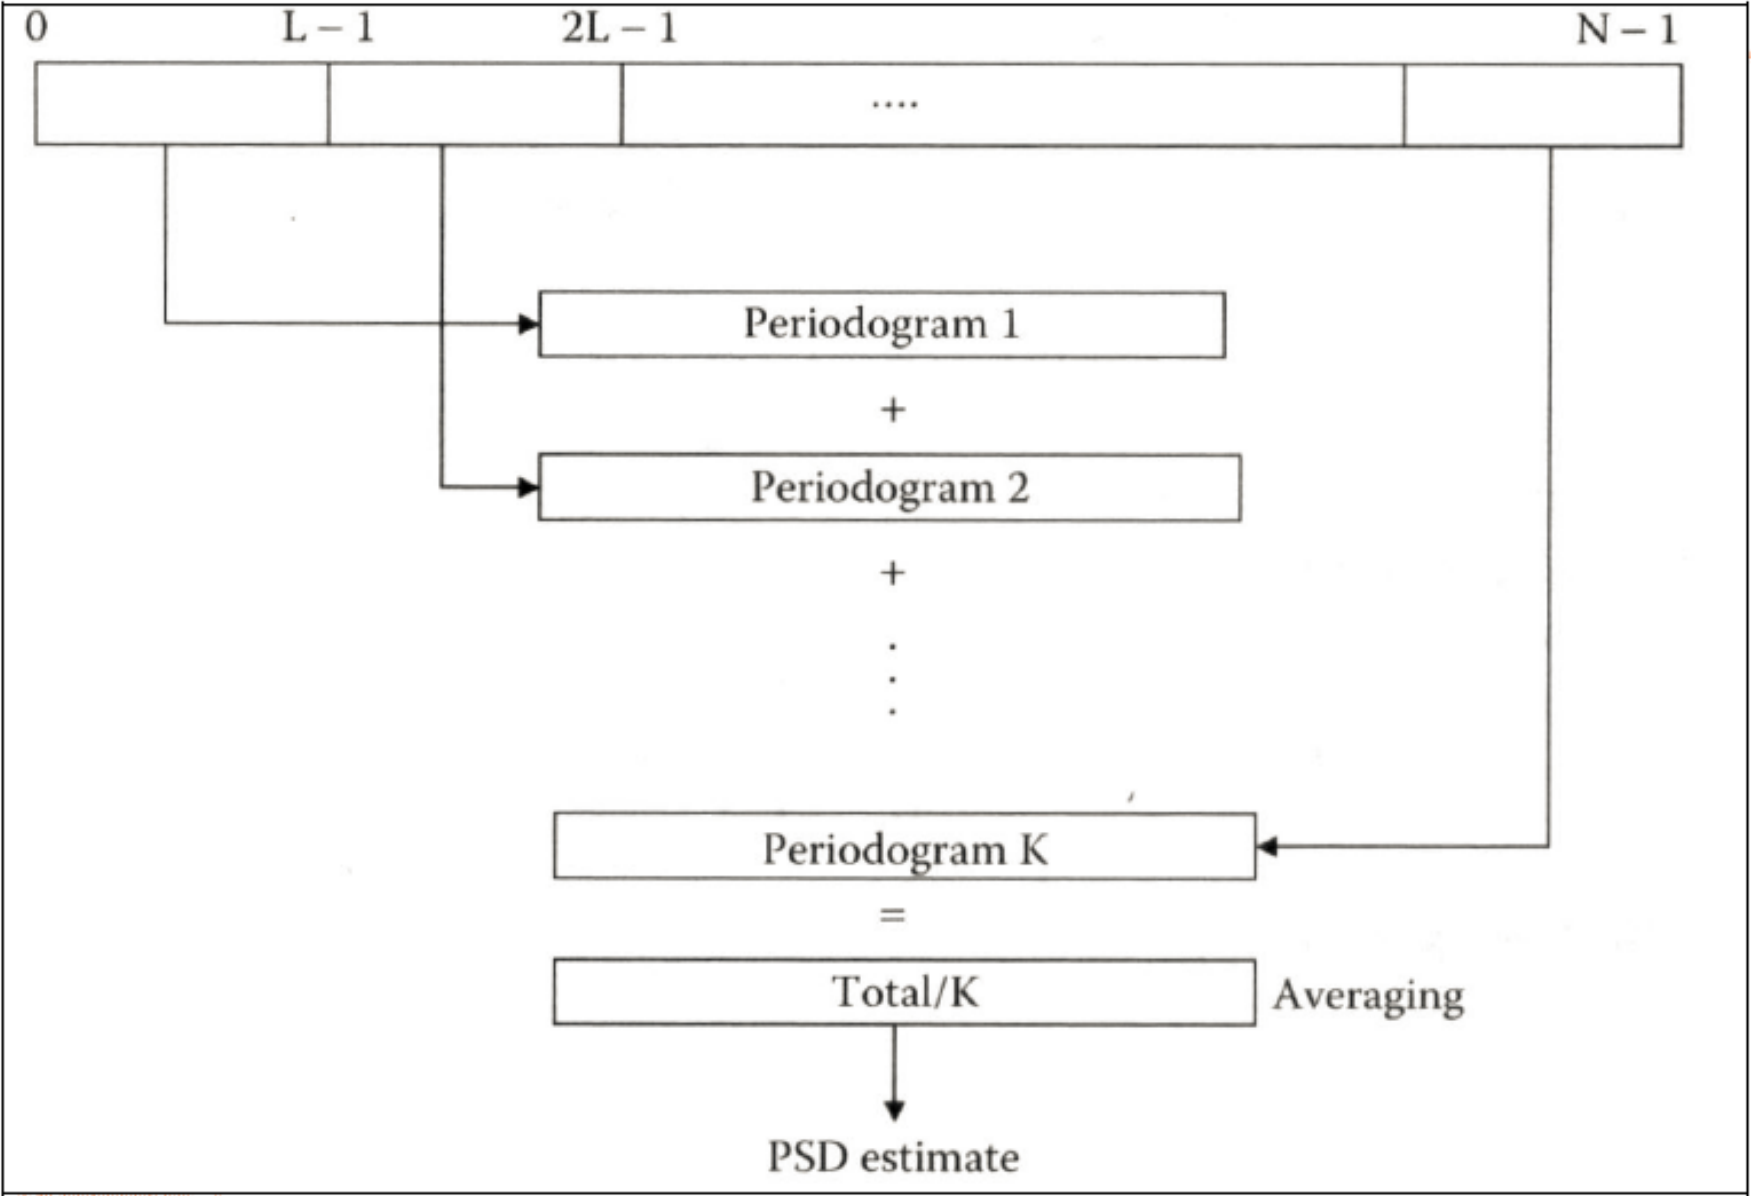 0 L – 1 2L – 1 N – 1
....
Periodogram 1
+
Periodogram 2
+
.
.
.
Periodogram K
=
Total/K Averaging
PSD estimate